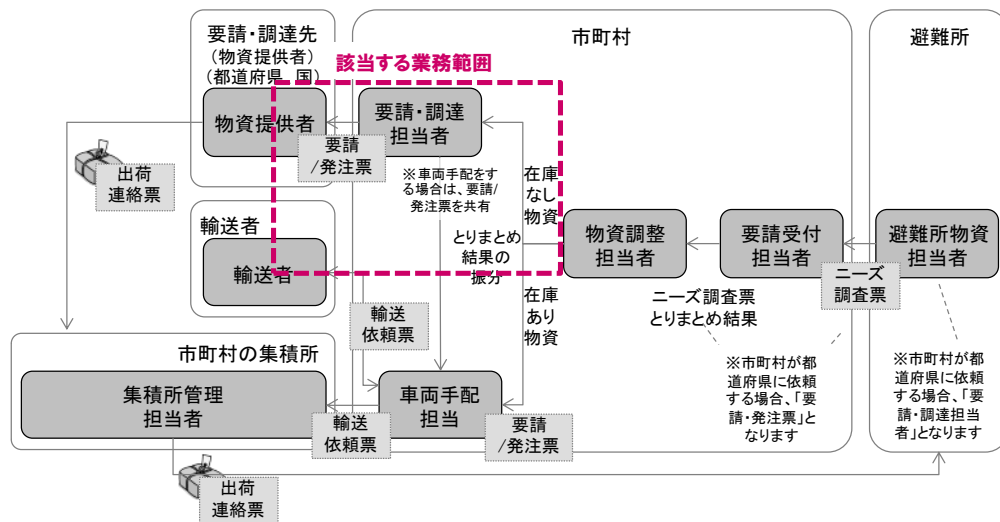 要請・調達先
(物資提供者)
(都道府県　国)
市町村
避難所
該当する業務範囲
物資提供者
要請・調達
担当者
要請
/発注票
出荷
連絡票
※車両手配をす
る場合は、要請/
発注票を共有
在庫
なし
物資
輸送者
輸送者
とりまとめ
結果の
振分
物資調整
担当者
要請受付
担当者
避難所物資
担当者
ニーズ
調査票
ニーズ調査票
とりまとめ結果
在庫
あり
物資
輸送
依頼票
市町村の集積所
集積所管理
担当者
輸送
依頼票
車両手配
担当
要請
/発注票
※市町村が都
道府県に依頼
する場合、「要
請・発注票」と
なります
※市町村が都
道府県に依頼
する場合、「要
請・調達担当
者」となります
出荷
連絡票